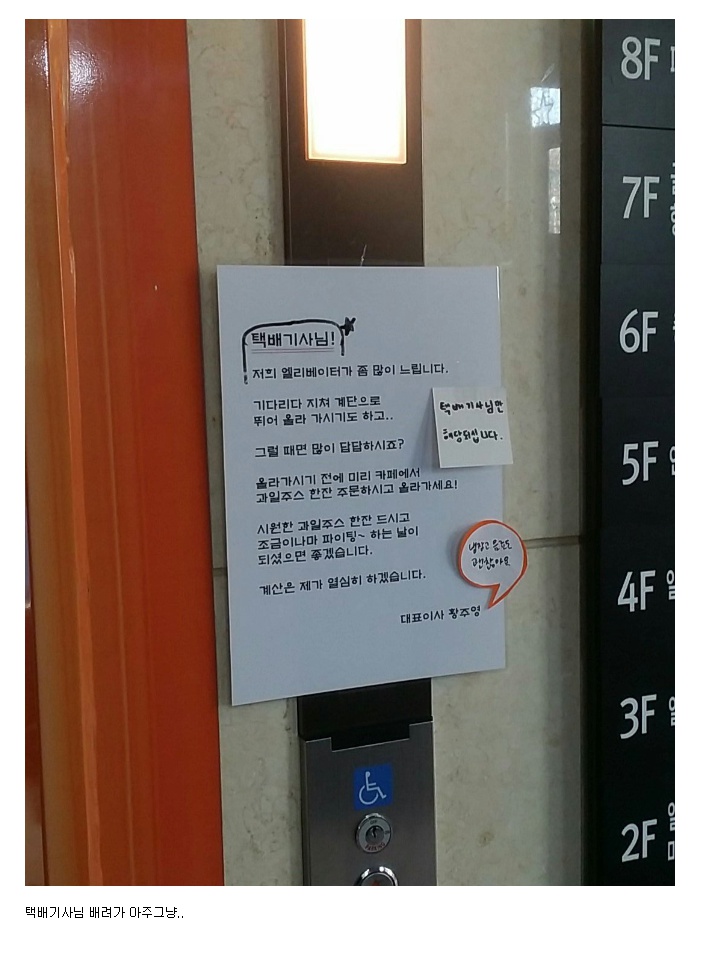 택배기사님!
저희 엘리베이터가 좀 많이 느립니다.
기다리다 지쳐 계단으로
뛰어 올라 가시기도 하고..
그럴 때면 많이 답답하시죠?
올라가시기 전에 미리 카페에서
과일주스 한잔 주문하시고 올라가세요!
시원한 과일주스 한잔 드시고
조금이나마 파이팅~ 하는 날이
되셨으면 좋겠습니다.
계산은 제가 열심히 하겠습니다.
대표이사 황주영
택배기사님만
해당되십니다.
냉장고 음료도
괜찮아요
8F
7F
6F
5F
4F
3F
2F
택배기사님 배려가 아주그냥..